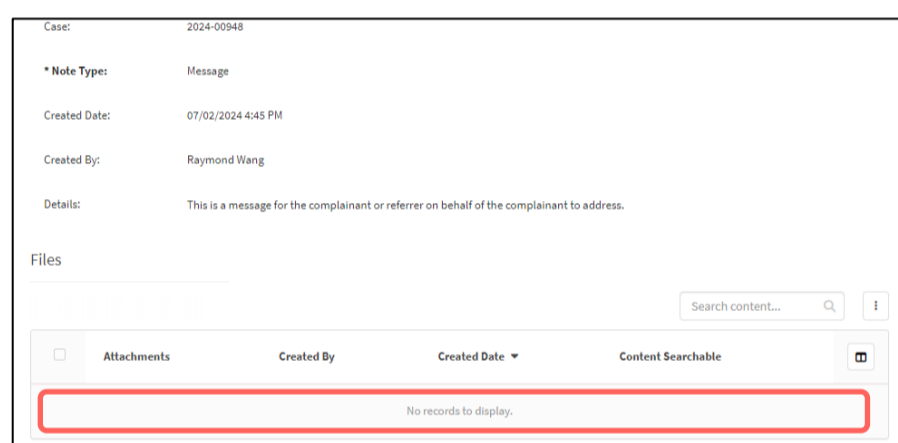 Case: 2024-00948
* Note Type: Message
Created Date: 07/02/2024 4:45 PM
Created By: Raymond Wang
Details: This is a message for the complainant or referrer on behalf of the complainant to address.
Files
Search content...
Attachments Created By Created Date Content Searchable
No records to display.